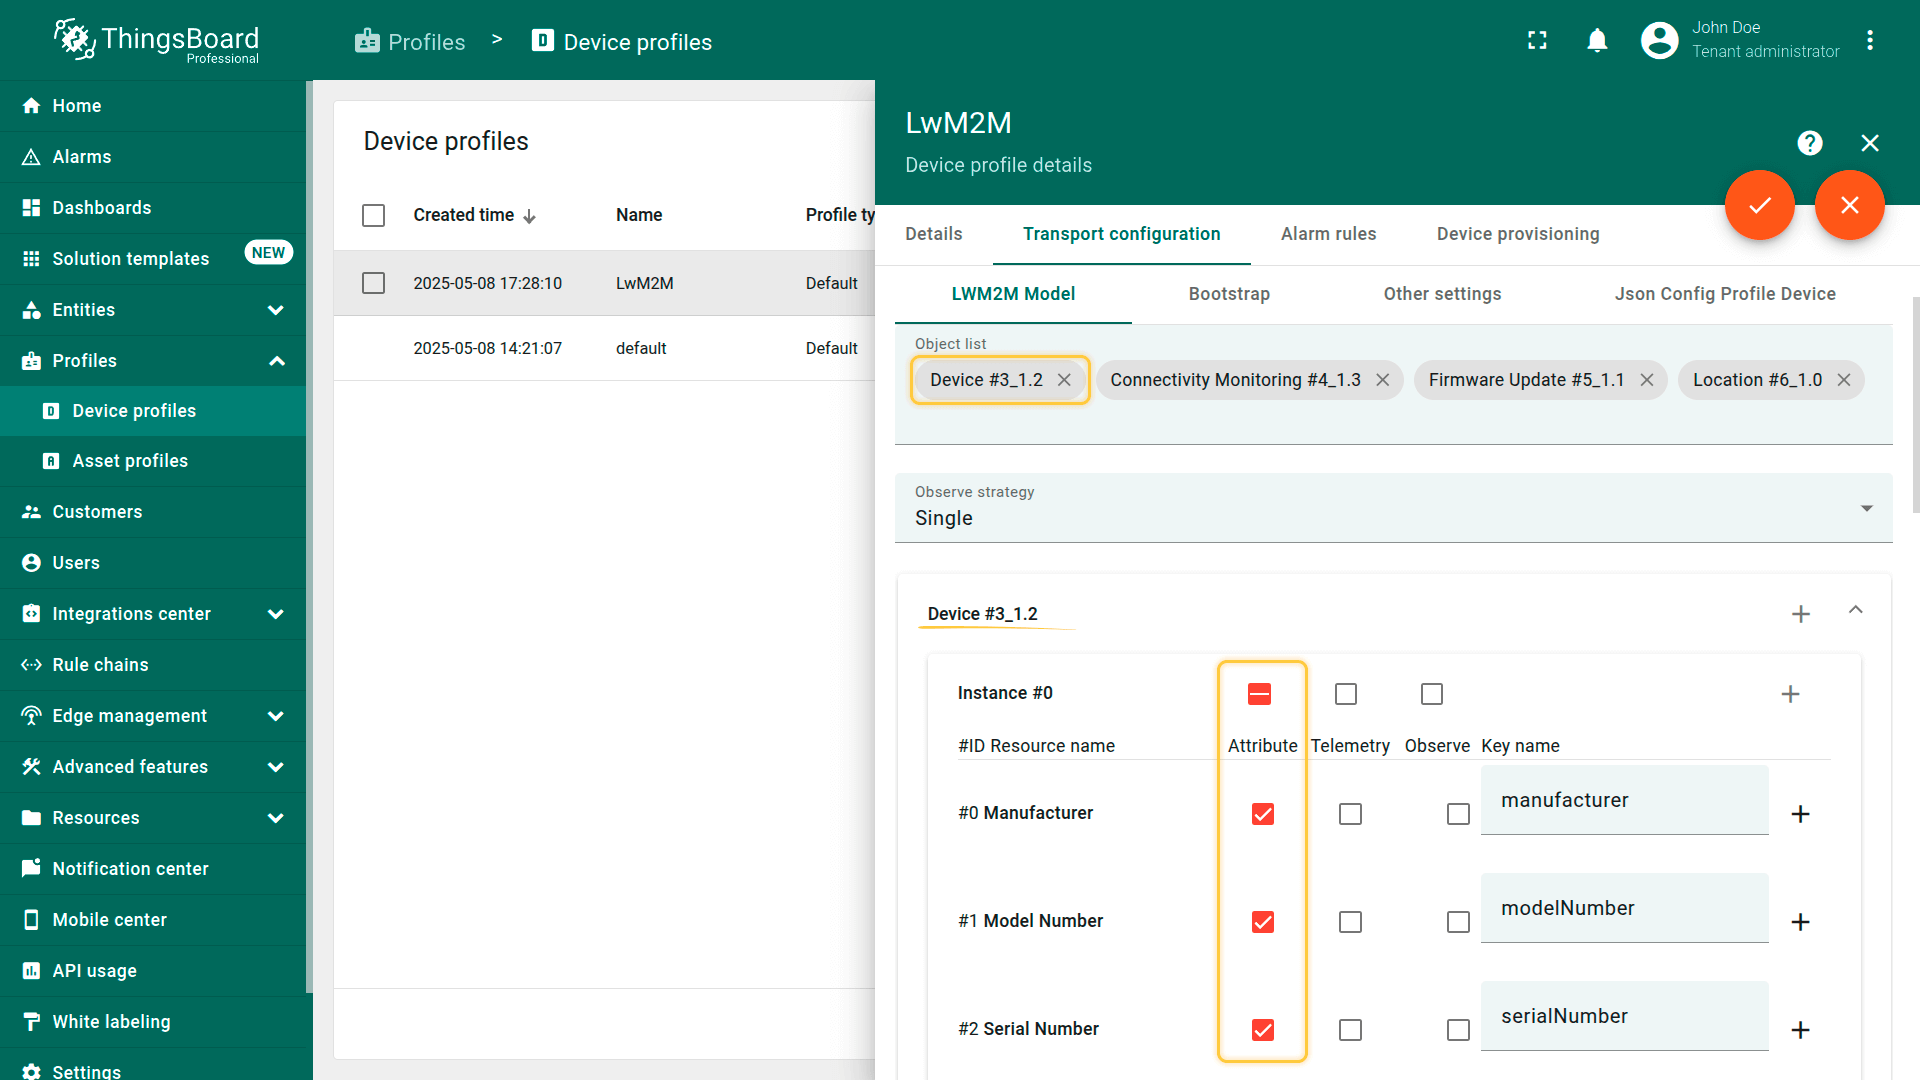 ThingsBoard
Professional
Profiles > D Device profiles
John Doe
Tenant administrator
Home
Alarms
Dashboards
Solution templates NEW
Entities
Profiles
D Device profiles
A Asset profiles
Customers
Users
Integrations center
Rule chains
Edge management
Advanced features
Resources
Notification center
Mobile center
API usage
White labeling
Settings
Device profiles
Created time Name Profile ty
2025-05-08 17:28:10 LwM2M Default
2025-05-08 14:21:07 default Default
LwM2M
Device profile details
?
Details Transport configuration Alarm rules Device provisioning
LWM2M Model Bootstrap Other settings Json Config Profile Device
Object list
Device #3_1.2 Connectivity Monitoring #4_1.3 Firmware Update #5_1.1 Location #6_1.0
Observe strategy
Single
Device #3_1.2
Instance #0
#ID Resource name Attribute Telemetry Observe Key name
#0 Manufacturer manufacturer
#1 Model Number modelNumber
#2 Serial Number serialNumber